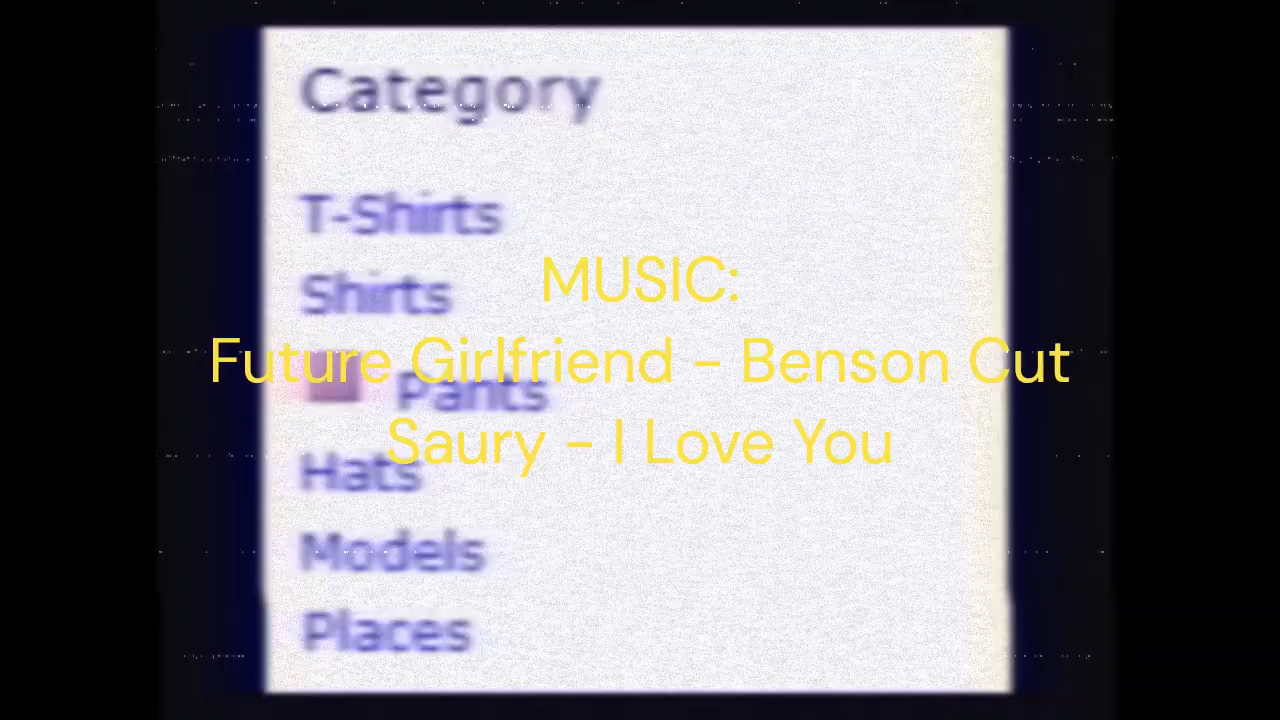 Category
T-Shirts
Shirts
MUSIC:
Future Girlfriend - Benson Cut
Pants
Saury - I Love You
Hats
Models
Places